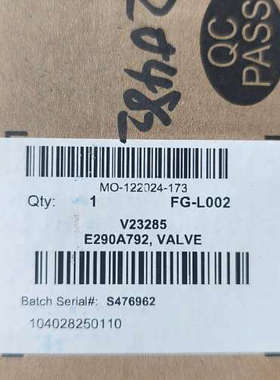 QC
PASS
MO-122024-173
Qty: 1 FG-L002
V23285
E290A792, VALVE
Batch Serial#: S476962
104028250110